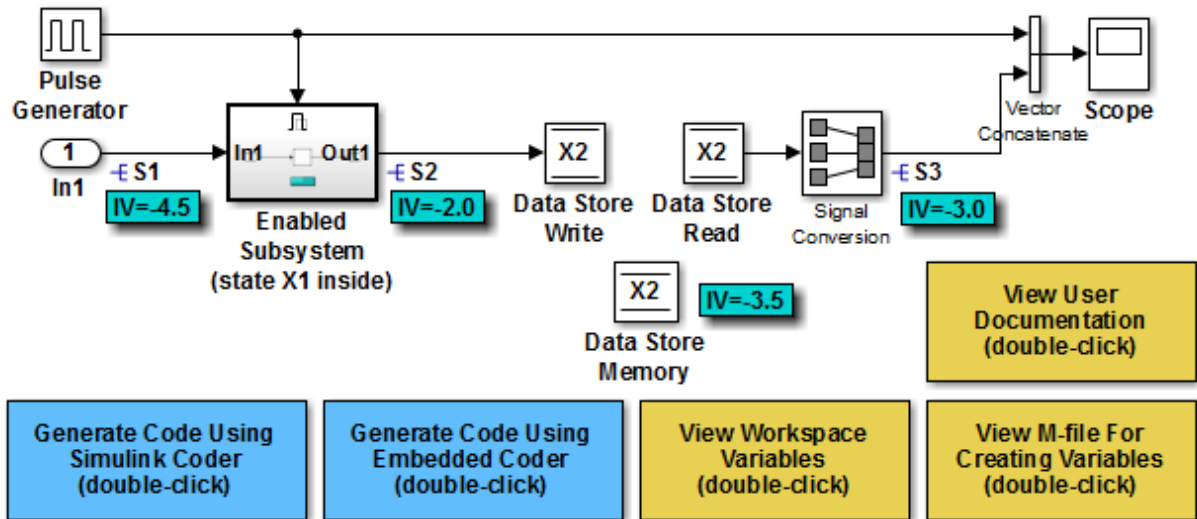 Pulse
Generator
1
In1
S1
IV=-4.5
In1
Out1
Enabled
Subsystem
(state X1 inside)
S2
IV=-2.0
X2
Data Store
Write
X2
Data Store
Read
Signal
Conversion
S3
IV=-3.0
Vector
Concatenate
Scope
X2
Data Store
Memory
IV=-3.5
View User
Documentation
(double-click)
Generate Code Using
Simulink Coder
(double-click)
Generate Code Using
Embedded Coder
(double-click)
View Workspace
Variables
(double-click)
View M-file For
Creating Variables
(double-click)